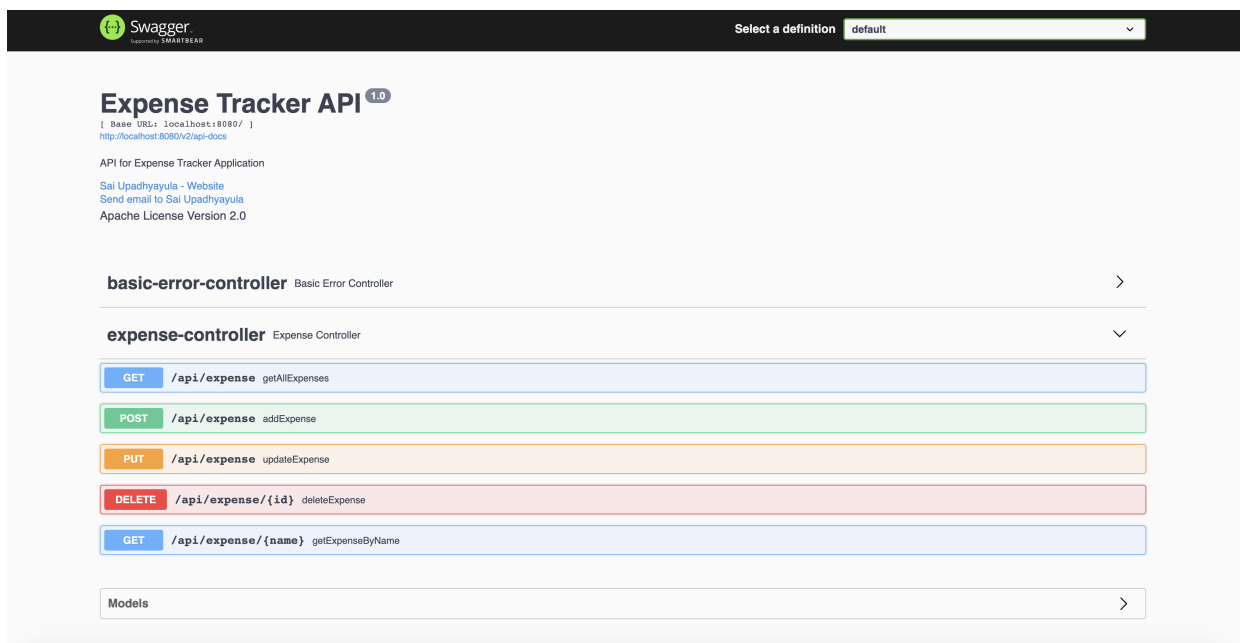 {···} Swagger.
Supported by SMARTBEAR
Select a definition default
Expense Tracker API 1.0
[ Base URL: localhost:8080/ ]
http://localhost:8080/v2/api-docs
API for Expense Tracker Application
Sai Upadhyayula - Website
Send email to Sai Upadhyayula
Apache License Version 2.0
basic-error-controller Basic Error Controller
expense-controller Expense Controller
GET /api/expense getAllExpenses
POST /api/expense addExpense
PUT /api/expense updateExpense
DELETE /api/expense/{id} deleteExpense
GET /api/expense/{name} getExpenseByName
Models